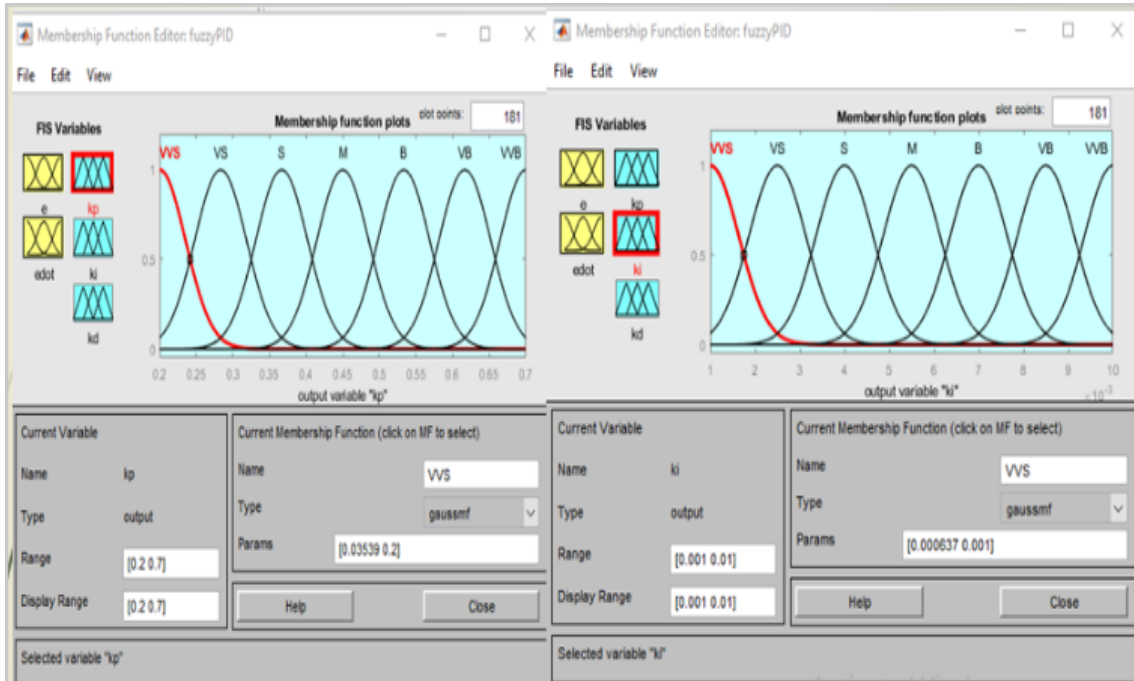 Membership Function Editor: fuzzyPID
File Edit View
FIS Variables
Membership function plots plot points: 181
VVS VS S M B VB VVB
e kp
edot ki
kd
1
0.5
0
0.2 0.25 0.3 0.35 0.4 0.45 0.5 0.55 0.6 0.65 0.7
output variable "kp"
Current Variable
Name kp
Type output
Range [0.2 0.7]
Display Range [0.2 0.7]
Current Membership Function (click on MF to select)
Name VVS
Type gaussmf
Params [0.03539 0.2]
Help Close
Selected variable "kp"
Membership Function Editor: fuzzyPID
File Edit View
FIS Variables
Membership function plots plot points: 181
VVS VS S M B VB VVB
e kp
edot ki
kd
1
0.5
0
1 2 3 4 5 6 7 8 9 10
output variable "ki"
×10⁻³
Current Variable
Name ki
Type output
Range [0.001 0.01]
Display Range [0.001 0.01]
Current Membership Function (click on MF to select)
Name VVS
Type gaussmf
Params [0.000637 0.001]
Help Close
Selected variable "ki"